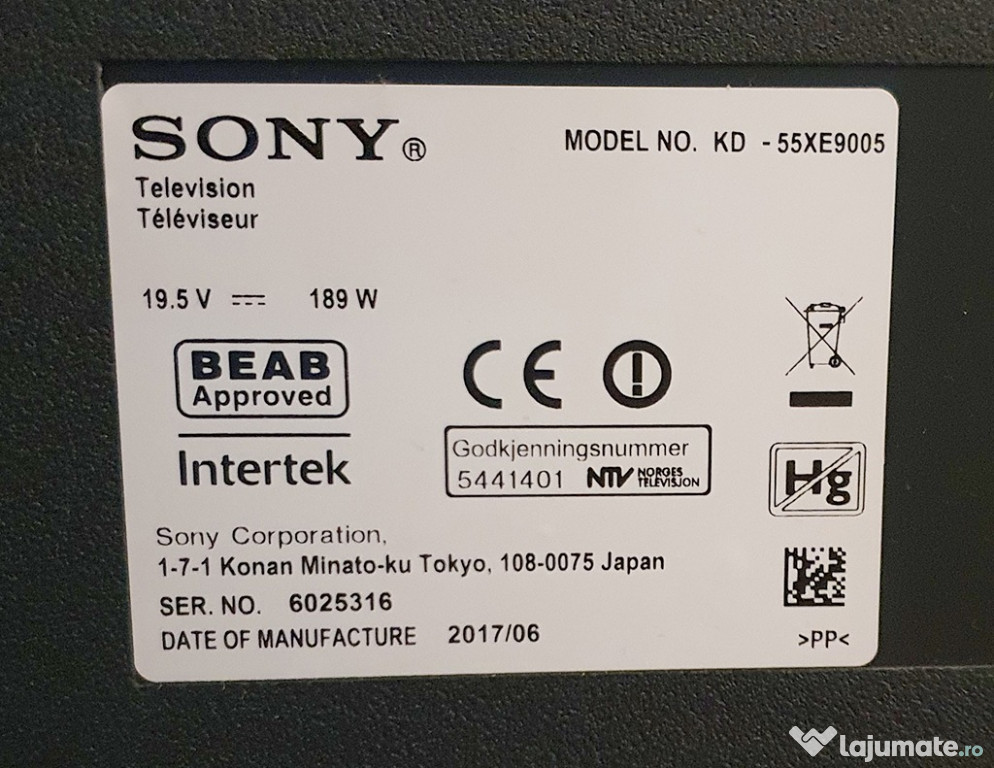 SONY®
MODEL NO. KD - 55XE9005
Television
Téléviseur
19.5 V 189 W
BEAB
Approved
Intertek
CE
Godkjenningsnummer
5441401 NTV NORGES TELEVISJON
Hg
Sony Corporation,
1-7-1 Konan Minato-ku Tokyo, 108-0075 Japan
SER. NO. 6025316
DATE OF MANUFACTURE 2017/06
>PP<
lajumate.ro